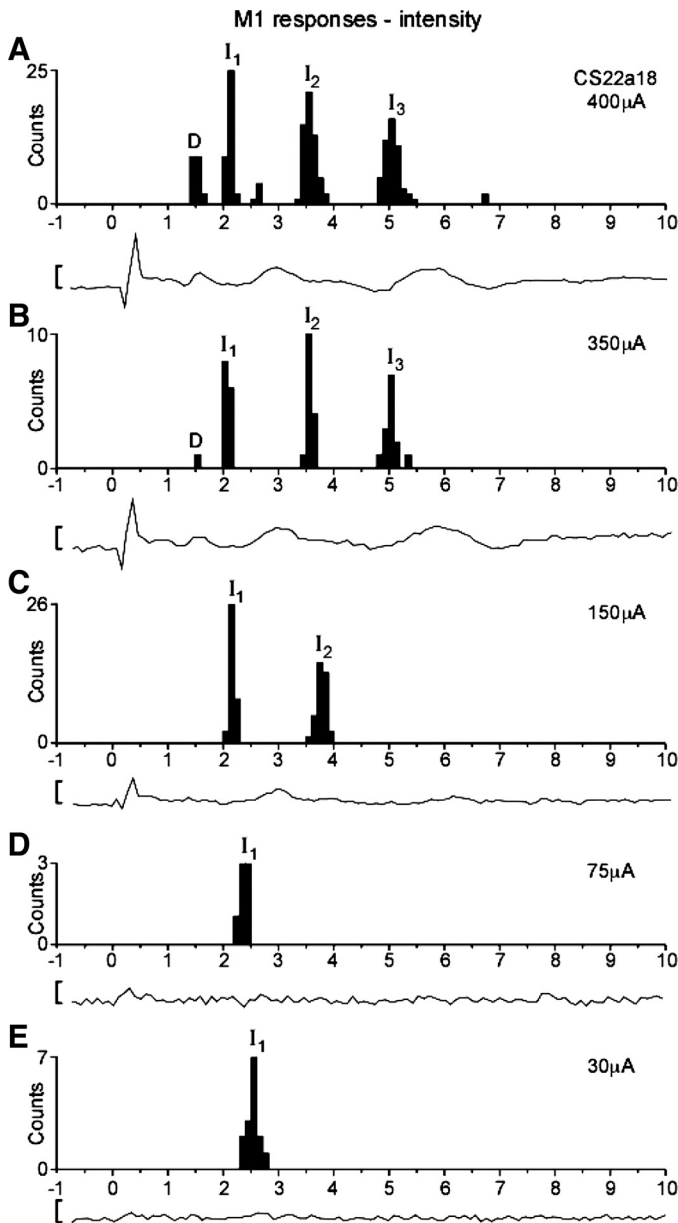 M1 responses - intensity
A
25
Counts
0
D
I1
I2
I3
CS22a18
400μA
-1 0 1 2 3 4 5 6 7 8 9 10
[
B
10
Counts
0
D
I1
I2
I3
350μA
-1 0 1 2 3 4 5 6 7 8 9 10
[
C
26
Counts
0
I1
I2
150μA
-1 0 1 2 3 4 5 6 7 8 9 10
[
D
3
Counts
0
I1
75μA
-1 0 1 2 3 4 5 6 7 8 9 10
[
E
7
Counts
0
I1
30μA
-1 0 1 2 3 4 5 6 7 8 9 10
[